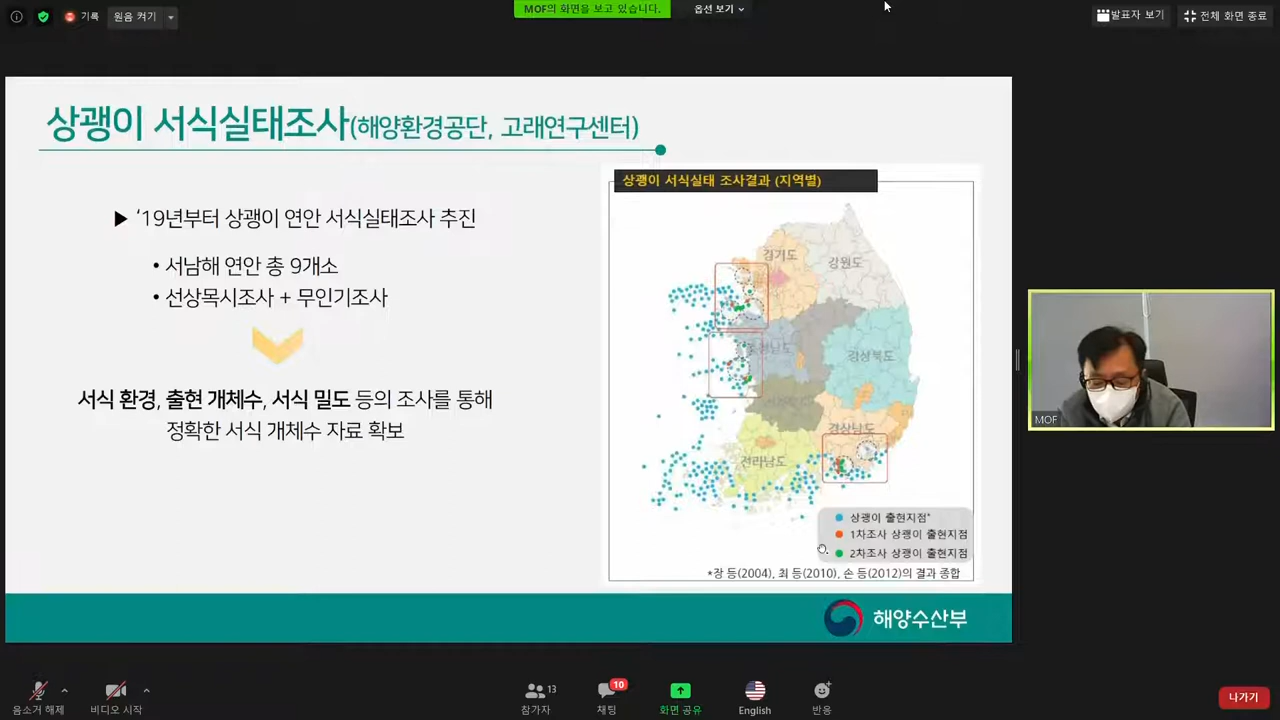 기록
원음 켜기
MOF의 화면을 보고 있습니다.
옵션 보기
발표자 보기
전체 화면 종료
상괭이 서식실태조사(해양환경공단, 고래연구센터)
▶ ‘19년부터 상괭이 연안 서식실태조사 추진
• 서남해 연안 총 9개소
• 선상목시조사 + 무인기조사
서식 환경, 출현 개체수, 서식 밀도 등의 조사를 통해
정확한 서식 개체수 자료 확보
상괭이 서식실태 조사결과 (지역별)
경기도
강원도
충청남도
경상북도
경상남도
전라남도
상괭이 출현지점*
1차조사 상괭이 출현지점
2차조사 상괭이 출현지점
*장 등(2004), 최 등(2010), 손 등(2012)의 결과 종합
해양수산부
MOF
음소거 해제
비디오 시작
13
참가자
10
채팅
화면 공유
English
반응
나가기